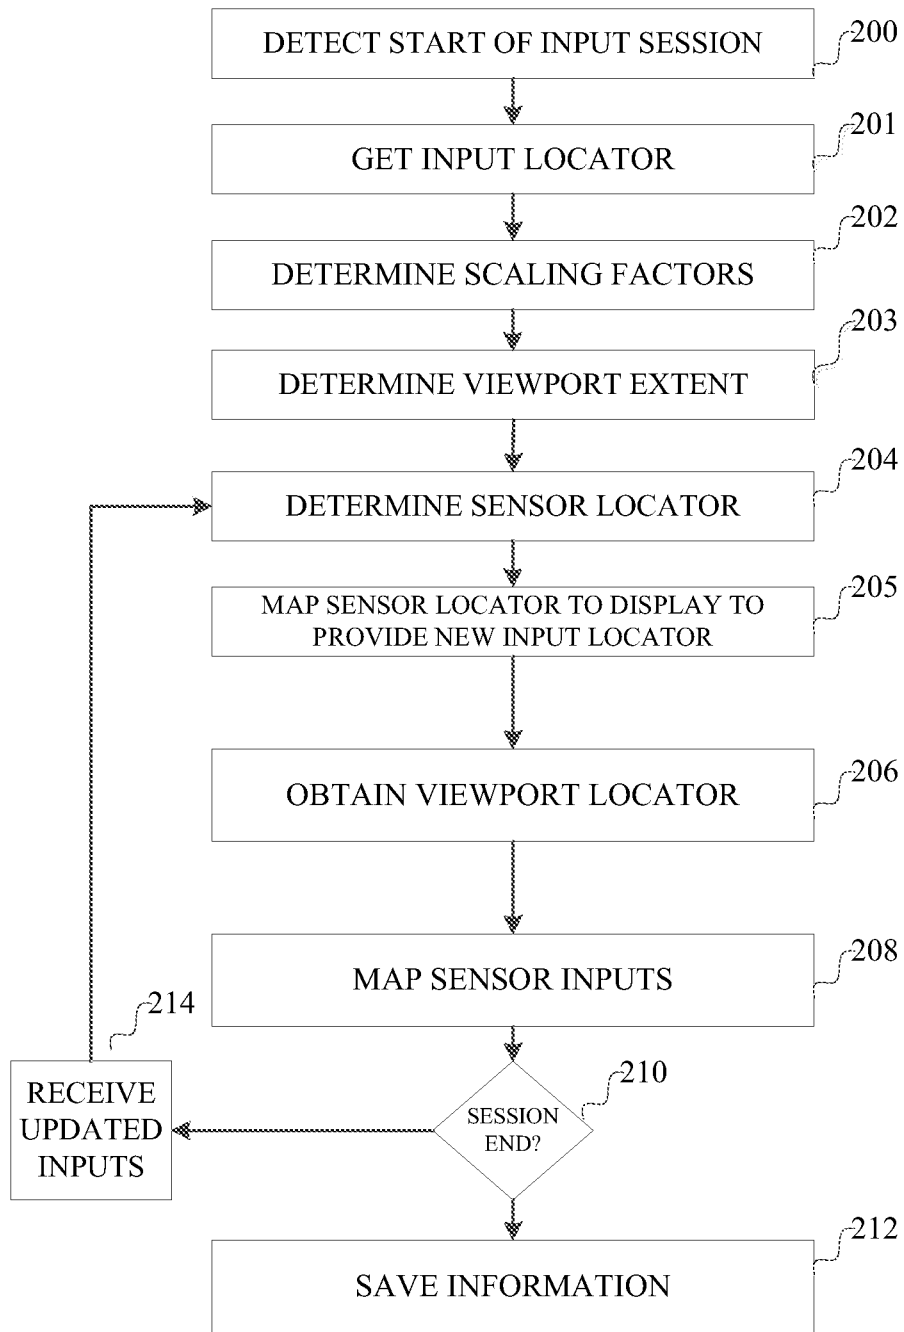 DETECT START OF INPUT SESSION
200
GET INPUT LOCATOR
201
DETERMINE SCALING FACTORS
202
DETERMINE VIEWPORT EXTENT
203
DETERMINE SENSOR LOCATOR
204
MAP SENSOR LOCATOR TO DISPLAY TO
PROVIDE NEW INPUT LOCATOR
205
OBTAIN VIEWPORT LOCATOR
206
MAP SENSOR INPUTS
208
SESSION
END?
210
214
RECEIVE
UPDATED
INPUTS
SAVE INFORMATION
212